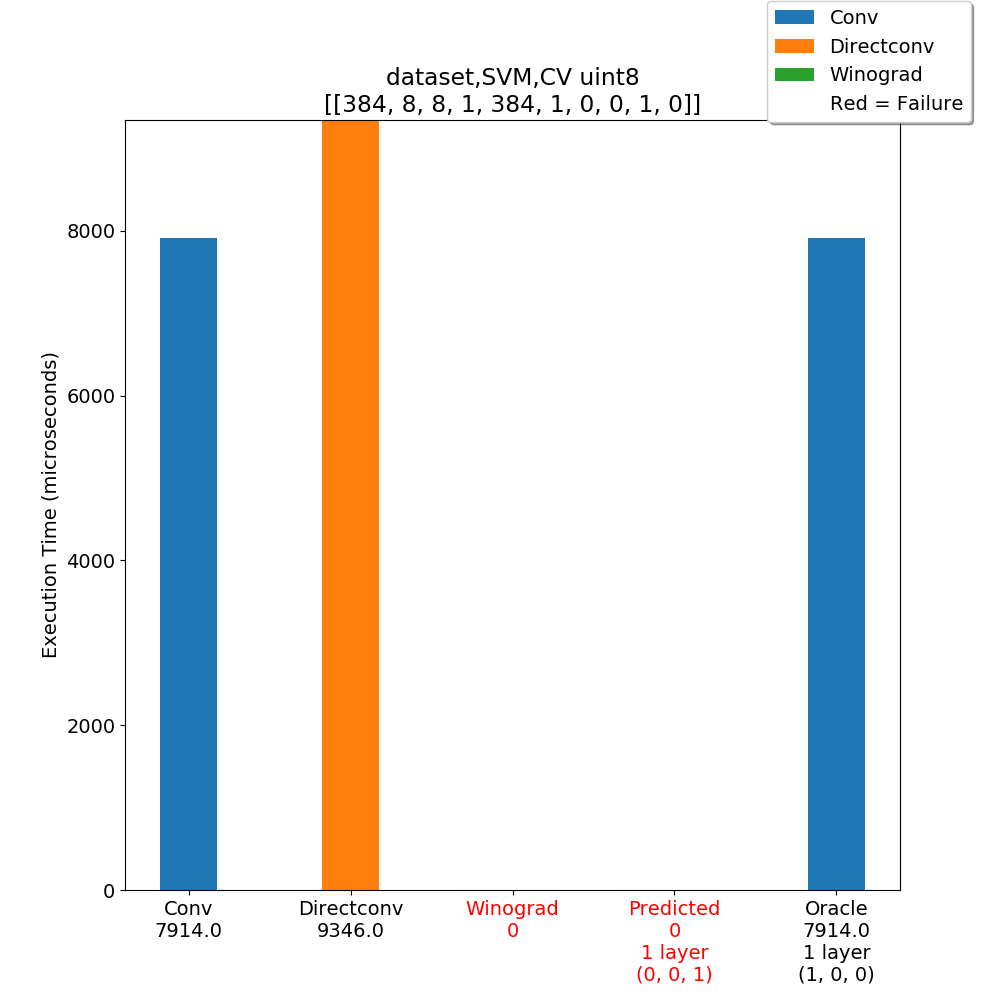 Conv
Directconv
Winograd
Red = Failure
dataset,SVM,CV uint8
[[384, 8, 8, 1, 384, 1, 0, 0, 1, 0]]
Execution Time (microseconds)
8000
6000
4000
2000
0
Conv
7914.0
Directconv
9346.0
Winograd
0
Predicted
0
1 layer
(0, 0, 1)
Oracle
7914.0
1 layer
(1, 0, 0)